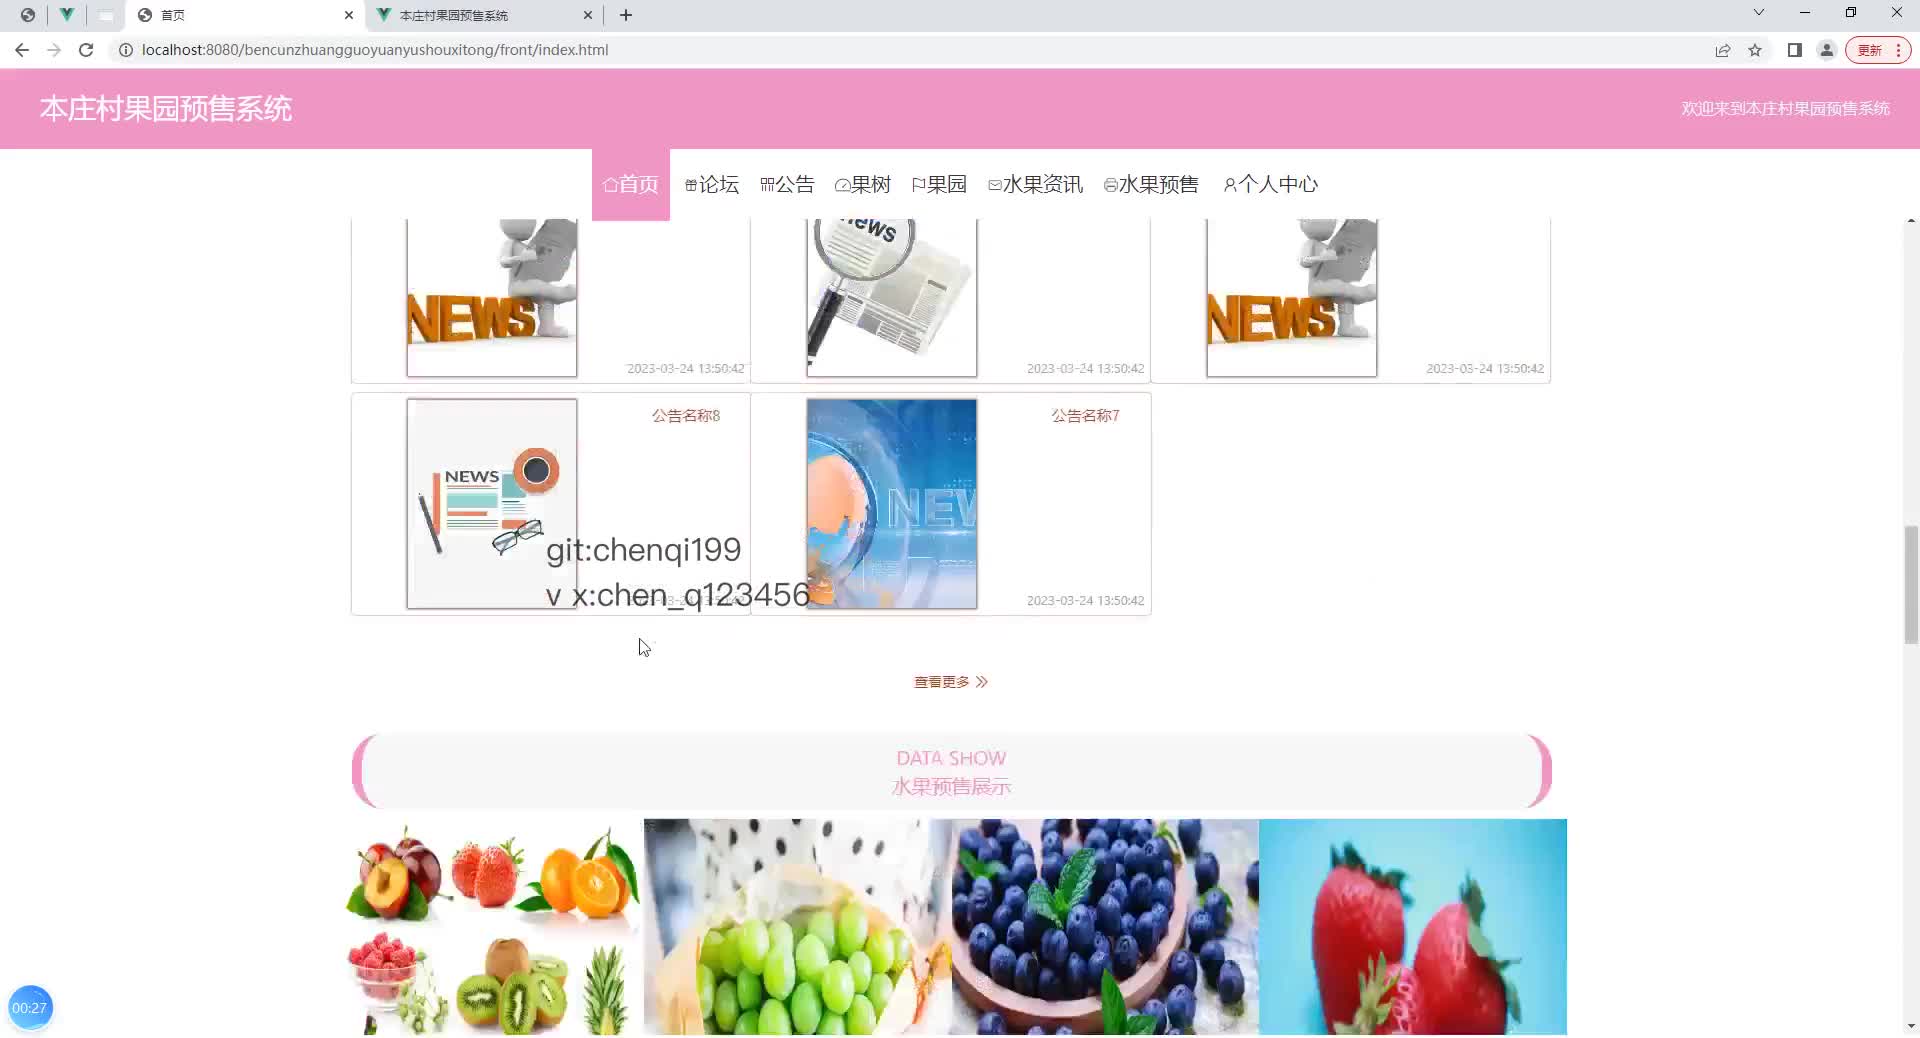 首页
本庄村果园预售系统
localhost:8080/bencunzhuangguoyuanyushouxitong/front/index.html
更新
本庄村果园预售系统
欢迎来到本庄村果园预售系统
首页 论坛 公告 果树 果园 水果资讯 水果预售 个人中心
NEWS
news
NEWS
2023-03-24 13:50:42
2023-03-24 13:50:42
2023-03-24 13:50:42
公告名称8
公告名称7
NEWS
NEW
git:chenqi199
v x:chen_q123456
2023-03-24 13:50:42
2023-03-24 13:50:42
查看更多
DATA SHOW
水果预售展示
00:27